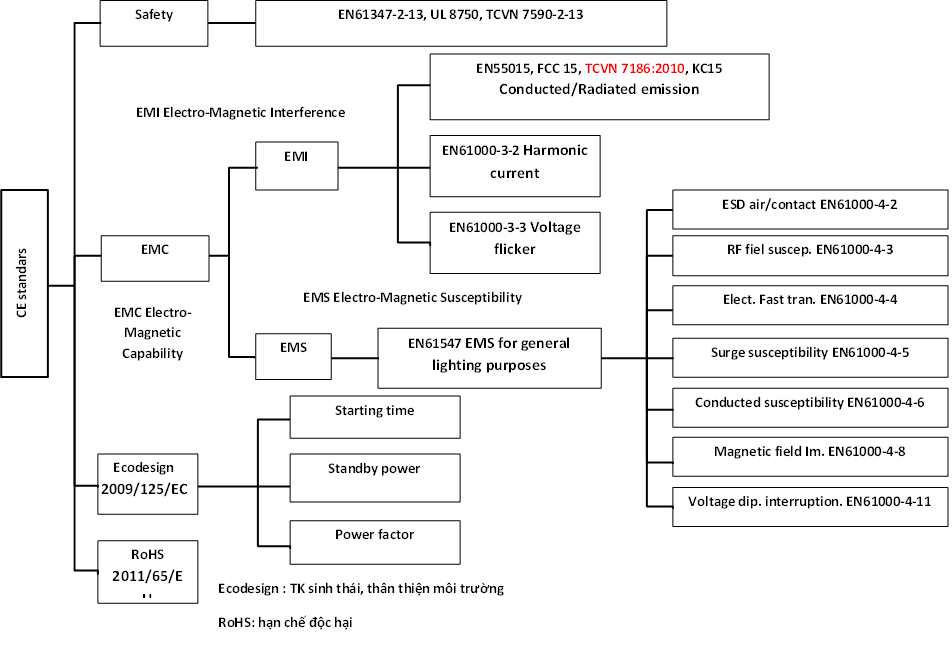 Safety
EN61347-2-13, UL 8750, TCVN 7590-2-13
EN55015, FCC 15, TCVN 7186:2010, KC15
Conducted/Radiated emission
EMI Electro-Magnetic Interference
EMI
EN61000-3-2 Harmonic
current
EN61000-3-3 Voltage
flicker
CE standars
EMC
EMC Electro-
Magnetic
Capability
EMS Electro-Magnetic Susceptibility
EMS
EN61547 EMS for general
lighting purposes
ESD air/contact EN61000-4-2
RF fiel suscep. EN61000-4-3
Elect. Fast tran. EN61000-4-4
Surge susceptibility EN61000-4-5
Conducted susceptibility EN61000-4-6
Magnetic field Im. EN61000-4-8
Voltage dip. interruption. EN61000-4-11
Ecodesign
2009/125/EC
Starting time
Standby power
Power factor
RoHS
2011/65/E
Ecodesign : TK sinh thái, thân thiện môi trường
RoHS: hạn chế độc hại